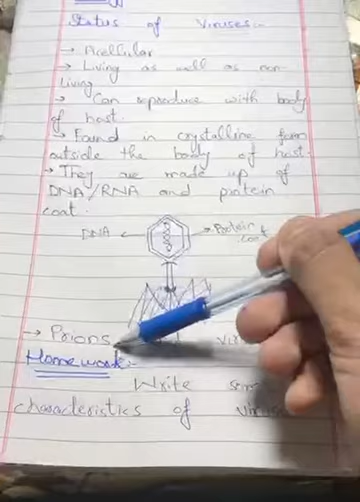 Status of Viruses:-
→ Acellular
→ Living as well as non-
living
→ Can reproduce with body
of host.
→ Found in crystalline form
outside the body of host.
→ They are made up of
DNA/RNA and protein
coat.
DNA ← → Protein
coat
→ Prions
Homework:-
Write
characteristics of